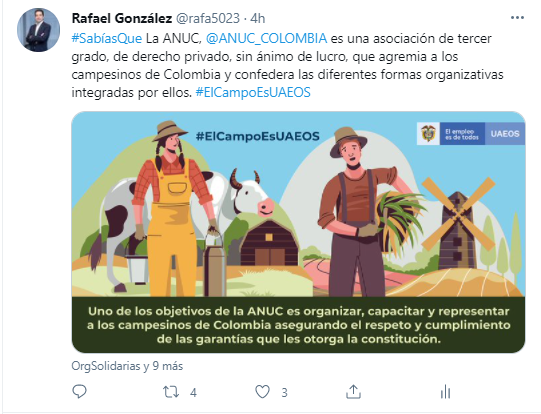 Rafael González @rafa5023 · 4h
#SabíasQue La ANUC, @ANUC_COLOMBIA es una asociación de tercer
grado, de derecho privado, sin ánimo de lucro, que agremia a los
campesinos de Colombia y confedera las diferentes formas organizativas
integradas por ellos. #ElCampoEsUAEOS
#ElCampoEsUAEOS
El empleo
es de todos
UAEOS
Uno de los objetivos de la ANUC es organizar, capacitar y representar
a los campesinos de Colombia asegurando el respeto y cumplimiento
de las garantías que les otorga la constitución.
OrgSolidarias y 9 más
4
3